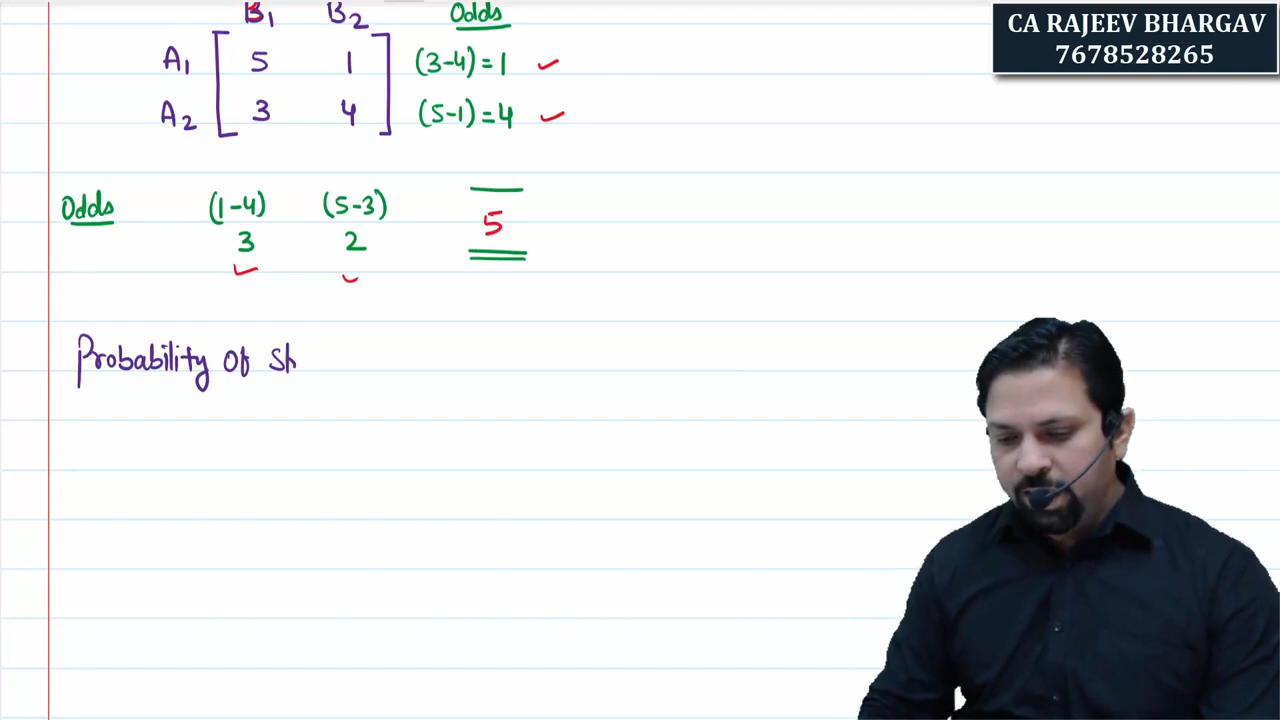 B1 B2 Odds
A1 5 1 (3-4)=1
A2 3 4 (5-1)=4
Odds (1-4) (5-3)
3 2 5
Probability of Sh
CA RAJEEV BHARGAV
7678528265